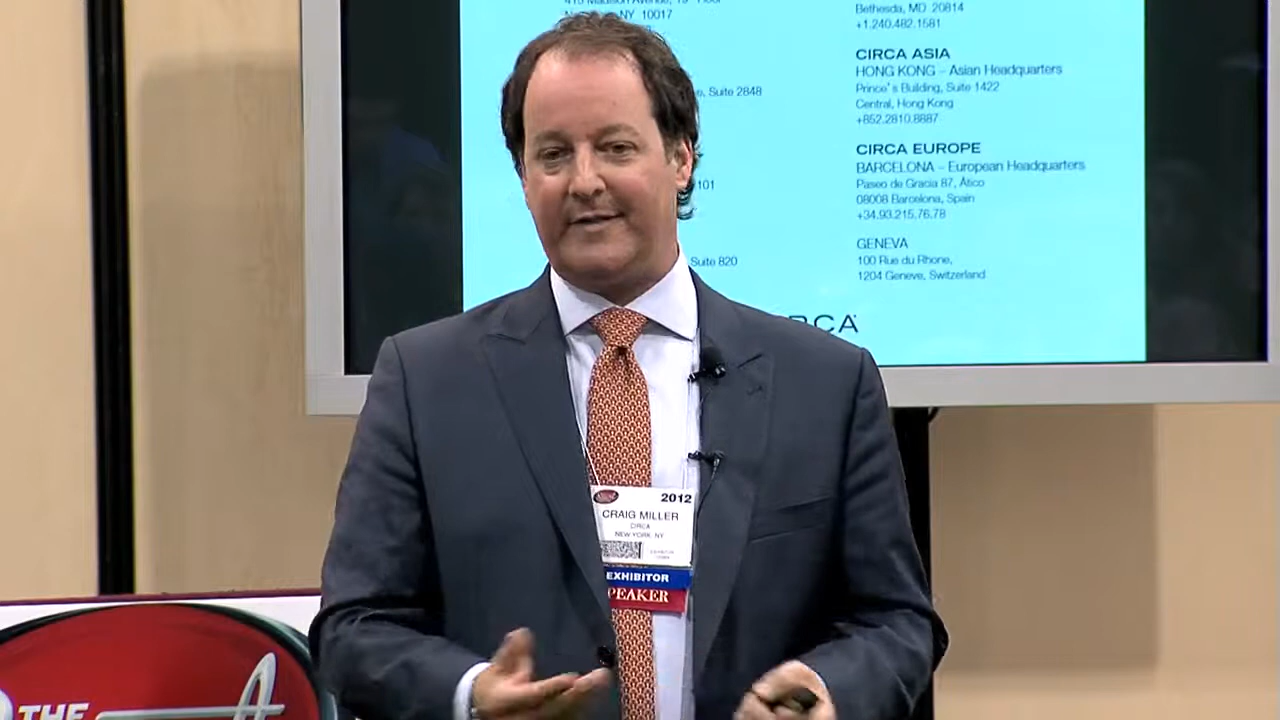 NY 10017
Suite 2848
101
Suite 820
Bethesda, MD 20814
+1.240.482.1581
CIRCA ASIA
HONG KONG – Asian Headquarters
Prince's Building, Suite 1422
Central, Hong Kong
+852.2810.8887
CIRCA EUROPE
BARCELONA – European Headquarters
Paseo de Gracia 87, Ático
08008 Barcelona, Spain
+34.93.215.76.78
GENEVA
100 Rue du Rhone,
1204 Geneve, Switzerland
RCA
2012
CRAIG MILLER
CIRCA
NEW YORK, NY
EXHIBITOR
PEAKER
THE